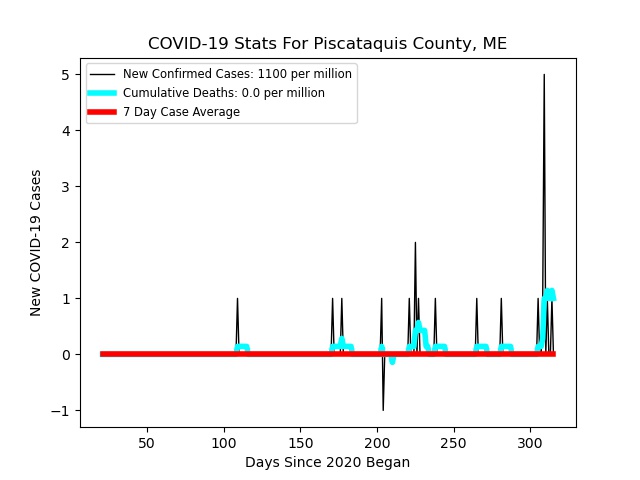 COVID-19 Stats For Piscataquis County, ME
New Confirmed Cases: 1100 per million
Cumulative Deaths: 0.0 per million
7 Day Case Average
New COVID-19 Cases
5
4
3
2
1
0
−1
50 100 150 200 250 300
Days Since 2020 Began